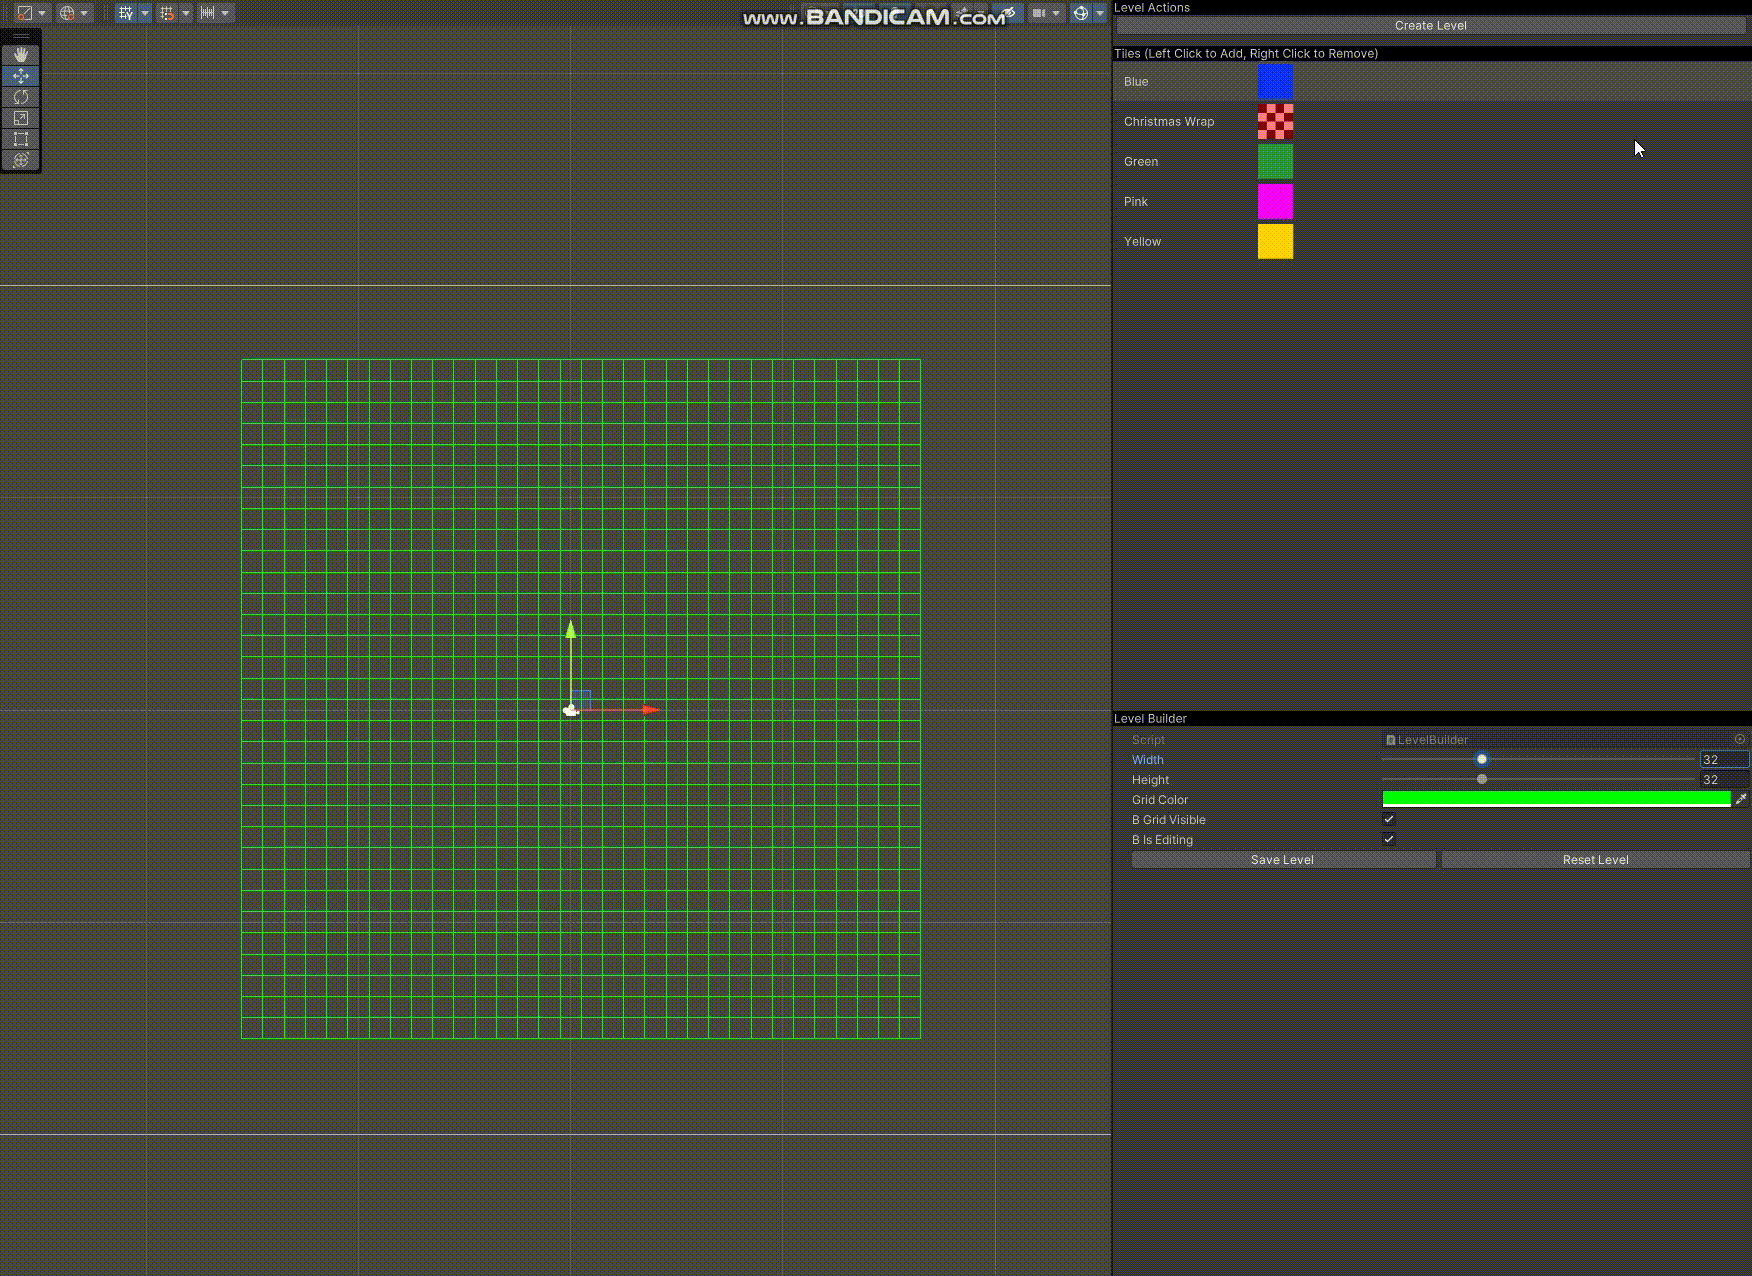 www.BANDICAM.com
Level Actions
Create Level
Tiles (Left Click to Add, Right Click to Remove)
Blue
Christmas Wrap
Green
Pink
Yellow
Level Builder
Script LevelBuilder
Width 32
Height 32
Grid Color
B Grid Visible
B Is Editing
Save Level Reset Level